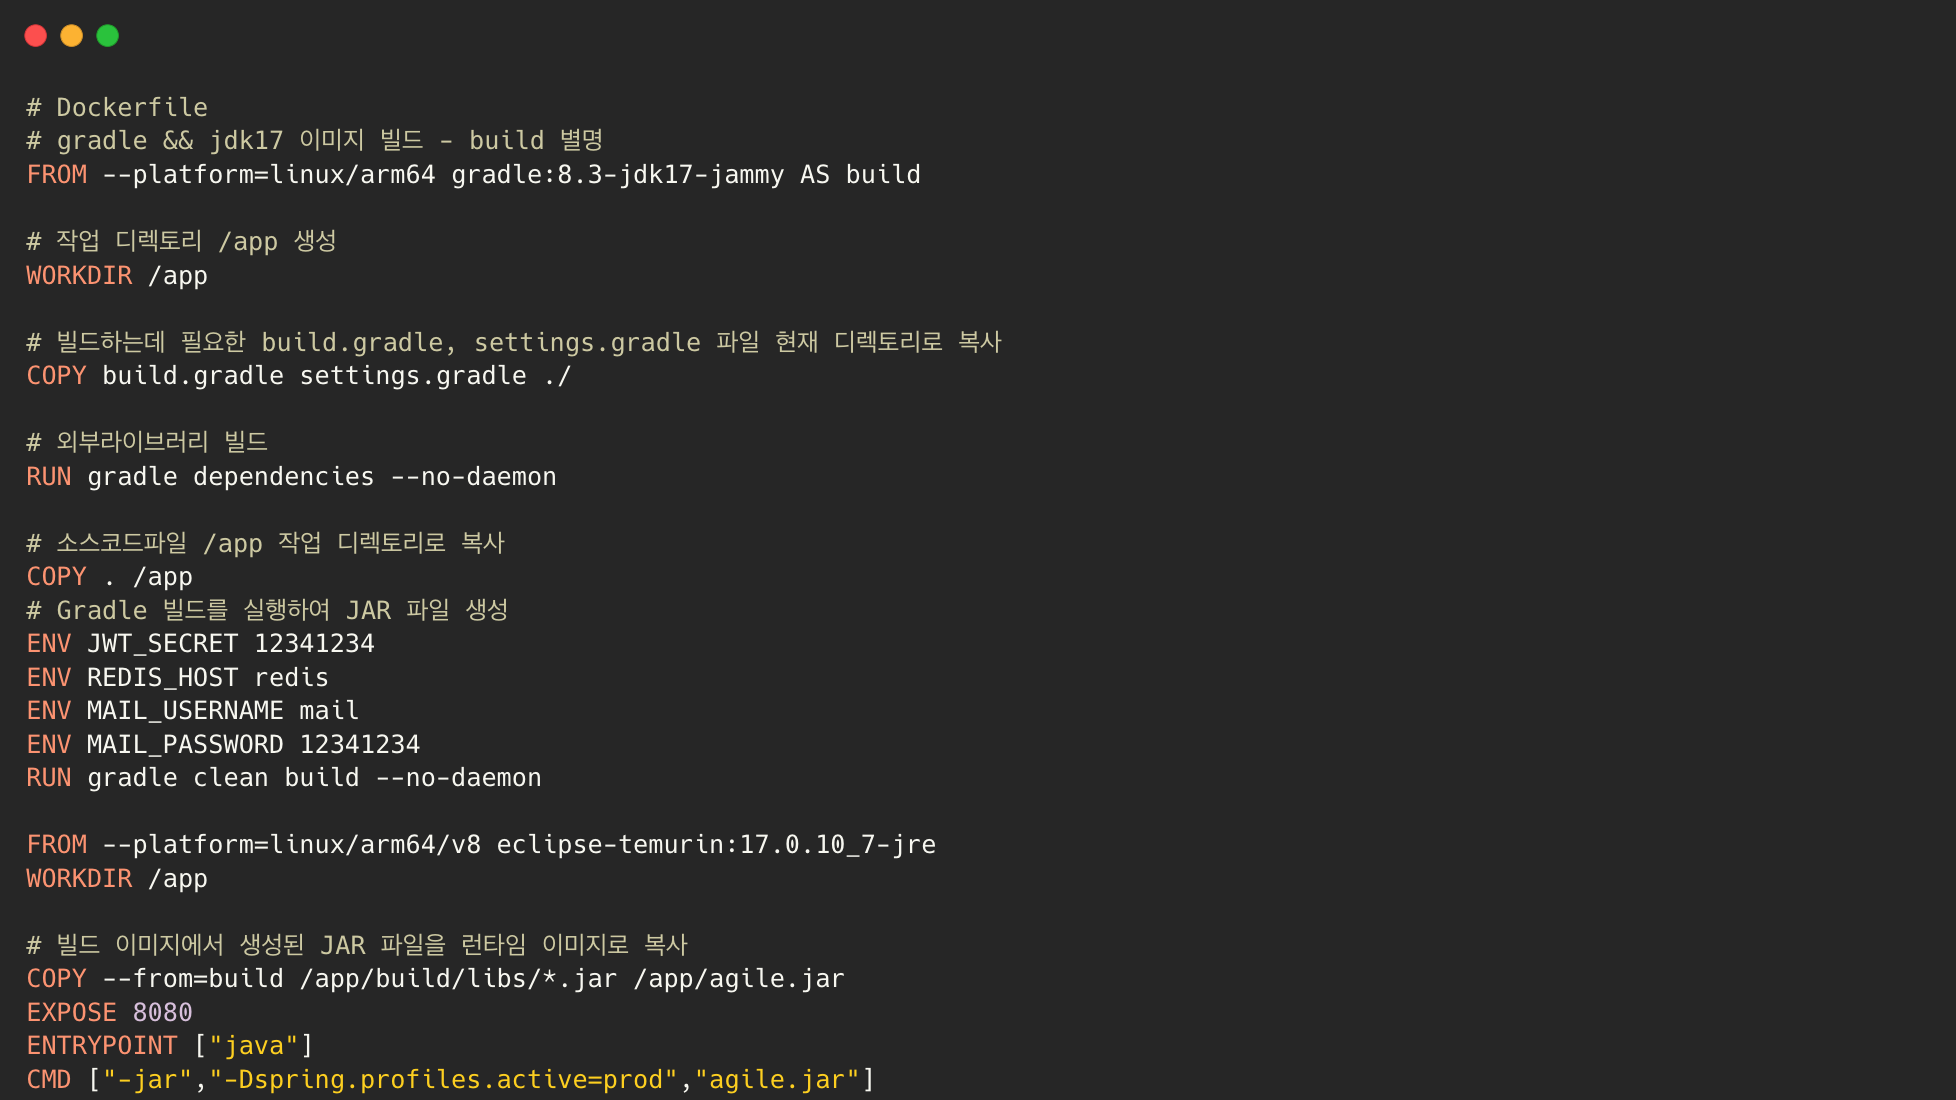 # Dockerfile
# gradle && jdk17 이미지 빌드 - build 별명
FROM --platform=linux/arm64 gradle:8.3-jdk17-jammy AS build
# 작업 디렉토리 /app 생성
WORKDIR /app
# 빌드하는데 필요한 build.gradle, settings.gradle 파일 현재 디렉토리로 복사
COPY build.gradle settings.gradle ./
# 외부라이브러리 빌드
RUN gradle dependencies --no-daemon
# 소스코드파일 /app 작업 디렉토리로 복사
COPY . /app
# Gradle 빌드를 실행하여 JAR 파일 생성
ENV JWT_SECRET 12341234
ENV REDIS_HOST redis
ENV MAIL_USERNAME mail
ENV MAIL_PASSWORD 12341234
RUN gradle clean build --no-daemon
FROM --platform=linux/arm64/v8 eclipse-temurin:17.0.10_7-jre
WORKDIR /app
# 빌드 이미지에서 생성된 JAR 파일을 런타임 이미지로 복사
COPY --from=build /app/build/libs/*.jar /app/agile.jar
EXPOSE 8080
ENTRYPOINT ["java"]
CMD ["-jar","-Dspring.profiles.active=prod","agile.jar"]